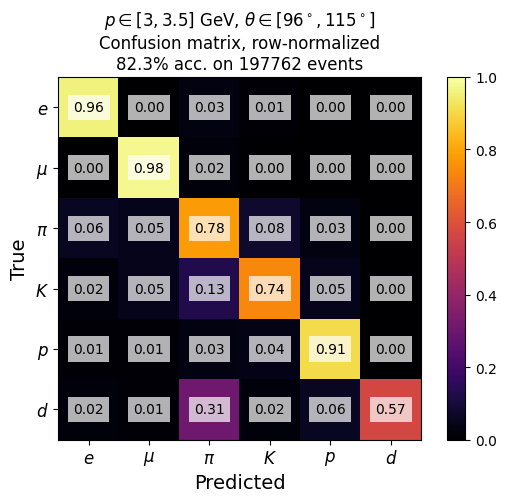 p ∈ [3, 3.5] GeV, θ ∈ [96°, 115°]
Confusion matrix, row-normalized
82.3% acc. on 197762 events
True
e 0.96 0.00 0.03 0.01 0.00 0.00
μ 0.00 0.98 0.02 0.00 0.00 0.00
π 0.06 0.05 0.78 0.08 0.03 0.00
K 0.02 0.05 0.13 0.74 0.05 0.00
p 0.01 0.01 0.03 0.04 0.91 0.00
d 0.02 0.01 0.31 0.02 0.06 0.57
e μ π K p d
Predicted
1.0
0.8
0.6
0.4
0.2
0.0